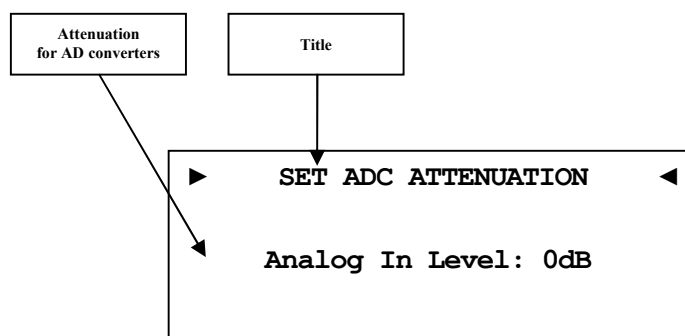 Attenuation
for AD converters
Title
► SET ADC ATTENUATION ◄
Analog In Level: 0dB